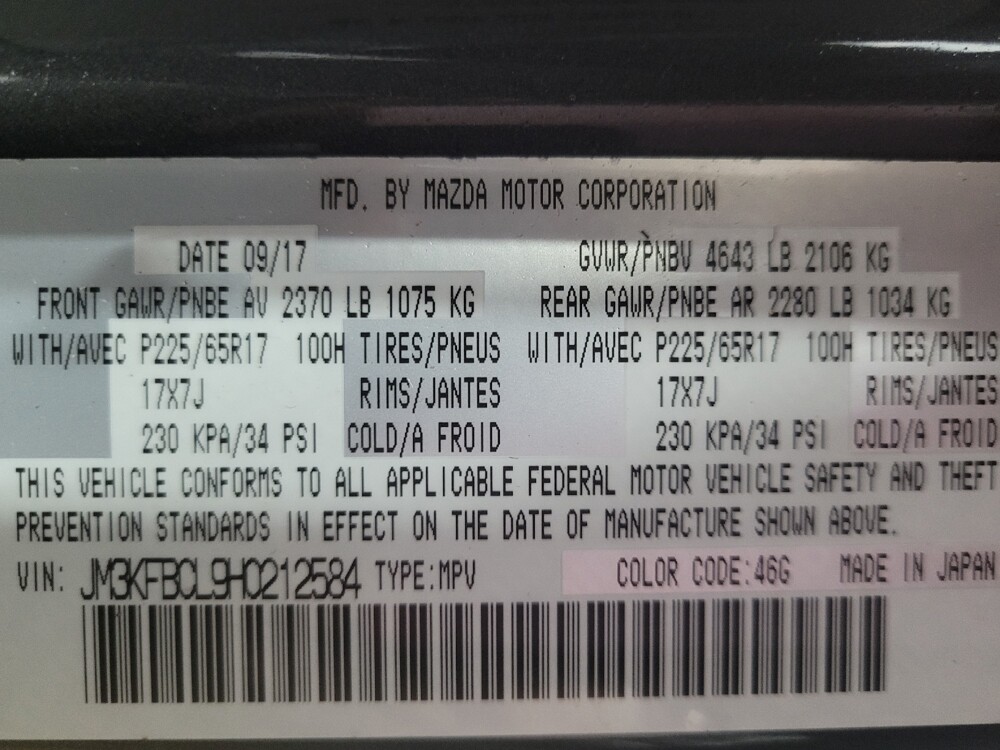 MFD. BY MAZDA MOTOR CORPORATION
DATE 09/17 GVWR/PNBV 4643 LB 2106 KG
FRONT GAWR/PNBE AV 2370 LB 1075 KG REAR GAWR/PNBE AR 2280 LB 1034 KG
WITH/AVEC P225/65R17 100H TIRES/PNEUS WITH/AVEC P225/65R17 100H TIRES/PNEUS
17X7J RIMS/JANTES 17X7J RIMS/JANTES
230 KPA/34 PSI COLD/A FROID 230 KPA/34 PSI COLD/A FROID
THIS VEHICLE CONFORMS TO ALL APPLICABLE FEDERAL MOTOR VEHICLE SAFETY AND THEFT
PREVENTION STANDARDS IN EFFECT ON THE DATE OF MANUFACTURE SHOWN ABOVE.
VIN: JM3KFBCL9H0212584 TYPE:MPV COLOR CODE:46G MADE IN JAPAN